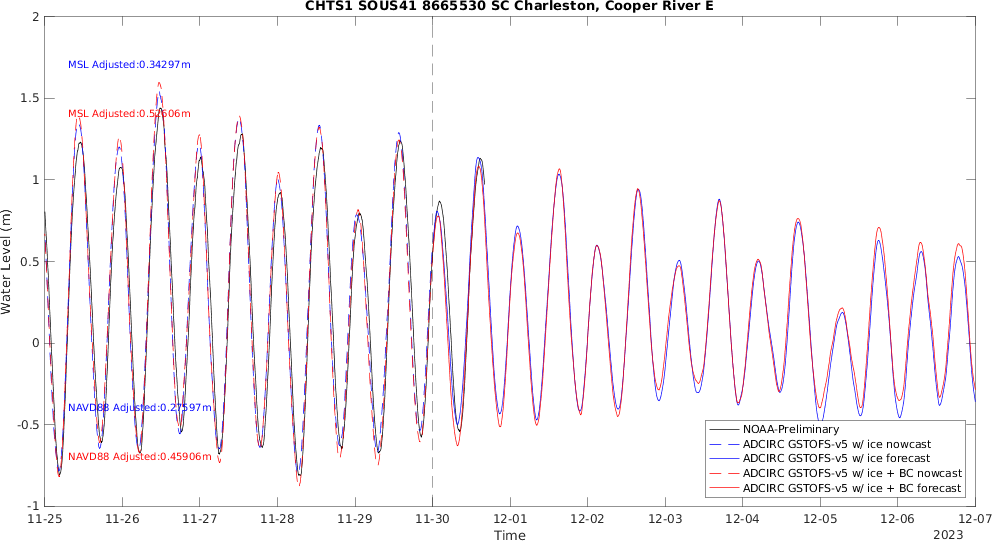 CHTS1 SOUS41 8665530 SC Charleston, Cooper River E
2
1.5
1
0.5
0
-0.5
-1
Water Level (m)
MSL Adjusted:0.34297m
MSL Adjusted:0.52606m
NAVD88 Adjusted:0.27597m
NAVD88 Adjusted:0.45906m
NOAA-Preliminary
ADCIRC GSTOFS-v5 w/ ice nowcast
ADCIRC GSTOFS-v5 w/ ice forecast
ADCIRC GSTOFS-v5 w/ ice + BC nowcast
ADCIRC GSTOFS-v5 w/ ice + BC forecast
11-25 11-26 11-27 11-28 11-29 11-30 12-01 12-02 12-03 12-04 12-05 12-06 12-07
Time
2023